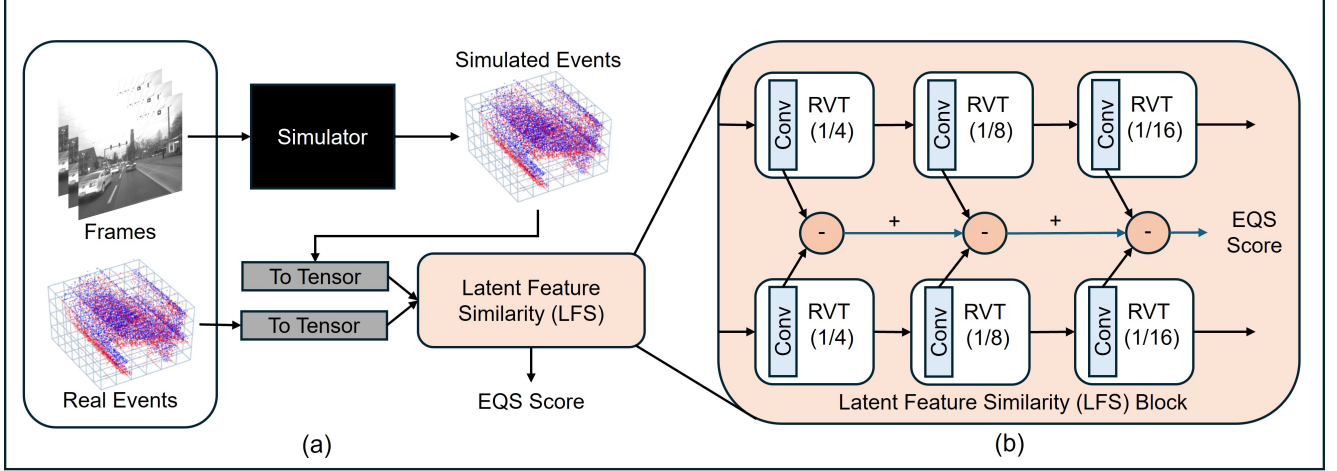 Simulated Events
Simulator
Frames
To Tensor
To Tensor
Latent Feature
Similarity (LFS)
Real Events
EQS Score
(a)
Conv
RVT
(1/4)
Conv
RVT
(1/8)
Conv
RVT
(1/16)
-
+
-
+
-
EQS
Score
Conv
RVT
(1/4)
Conv
RVT
(1/8)
Conv
RVT
(1/16)
Latent Feature Similarity (LFS) Block
(b)